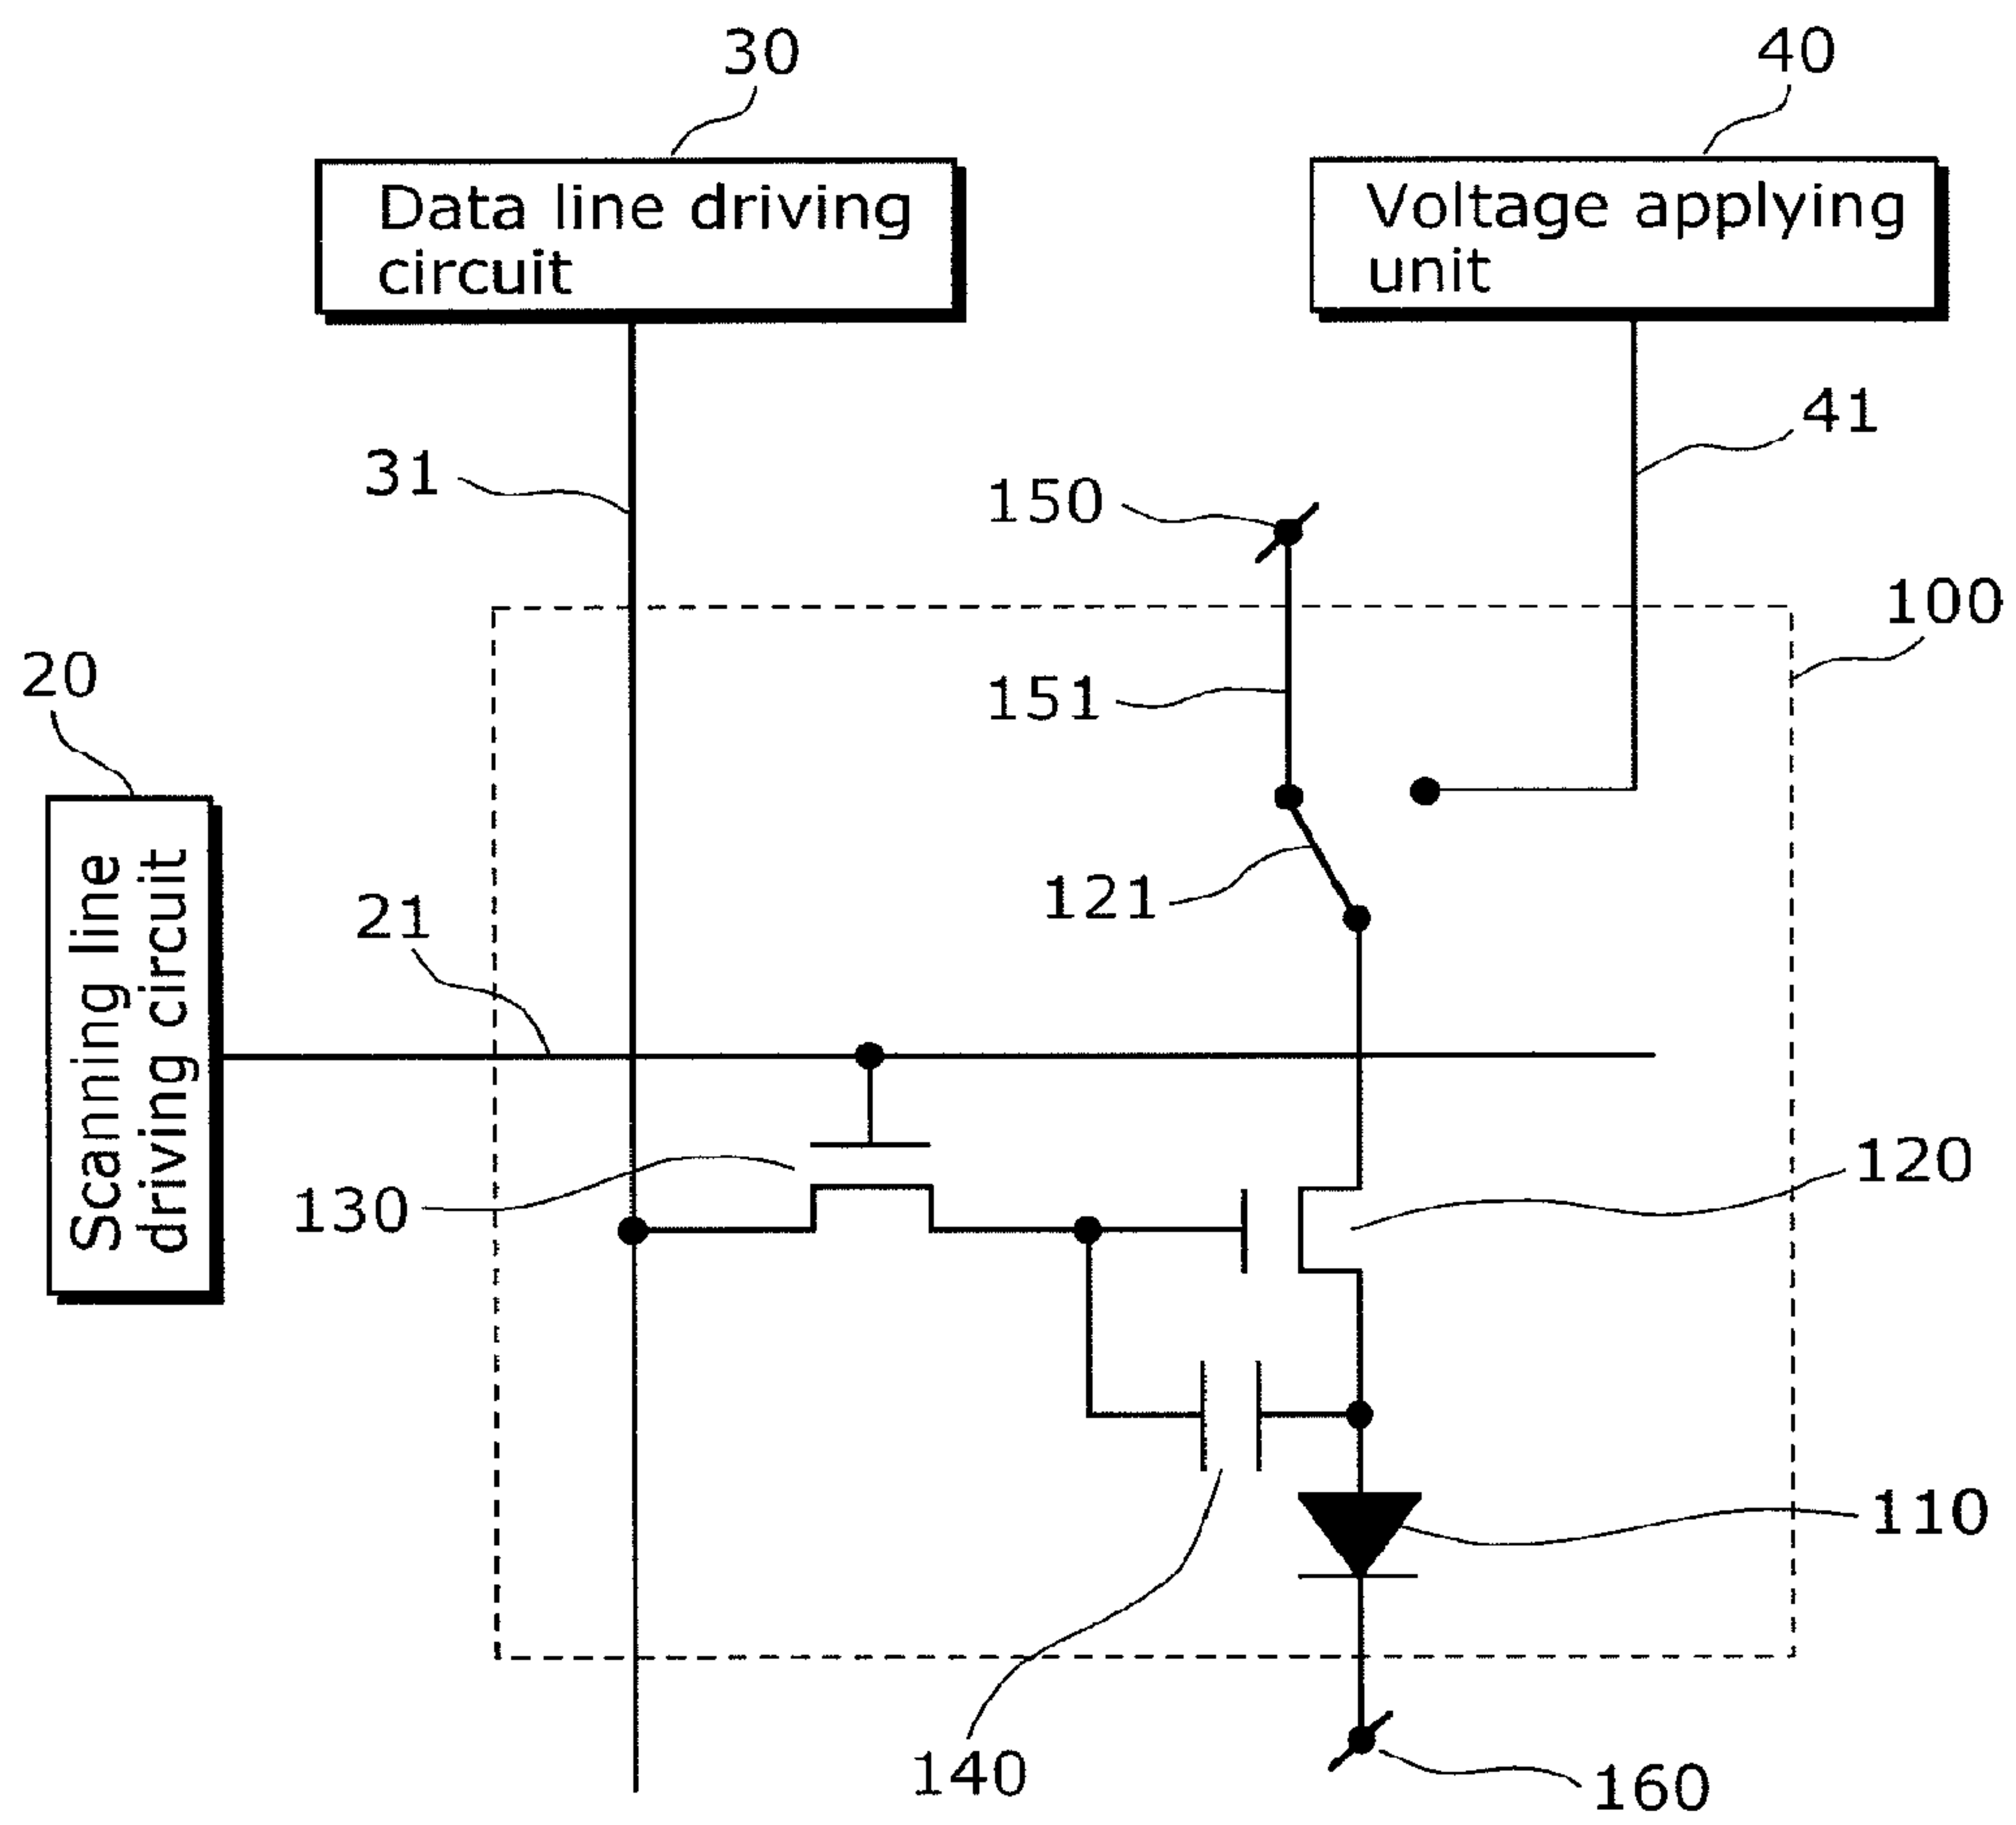 30
40
Data line driving
circuit
Voltage applying
unit
41
31
150
100
20
151
121
21
Scanning line
driving circuit
120
130
110
140
160